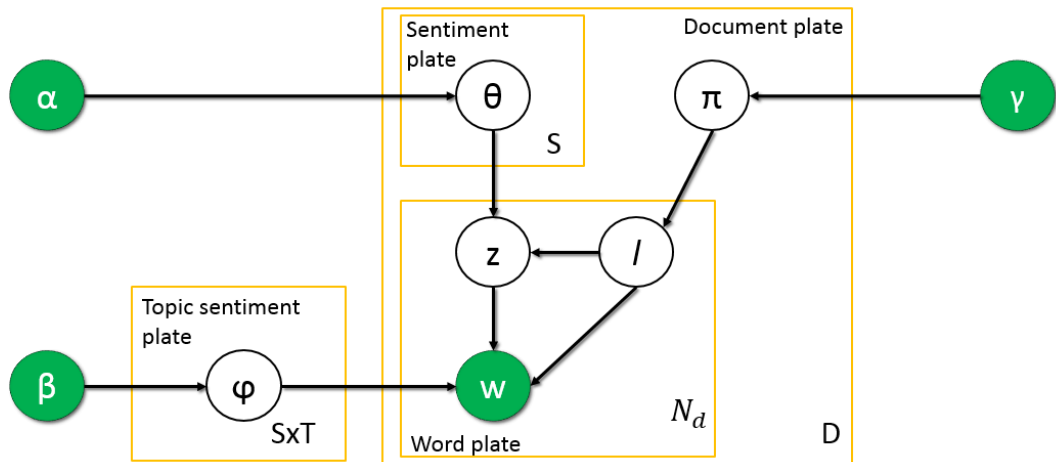 Sentiment
plate
Document plate
α
θ
π
γ
S
z
l
Topic sentiment
plate
β
φ
w
SxT
N_d
D
Word plate